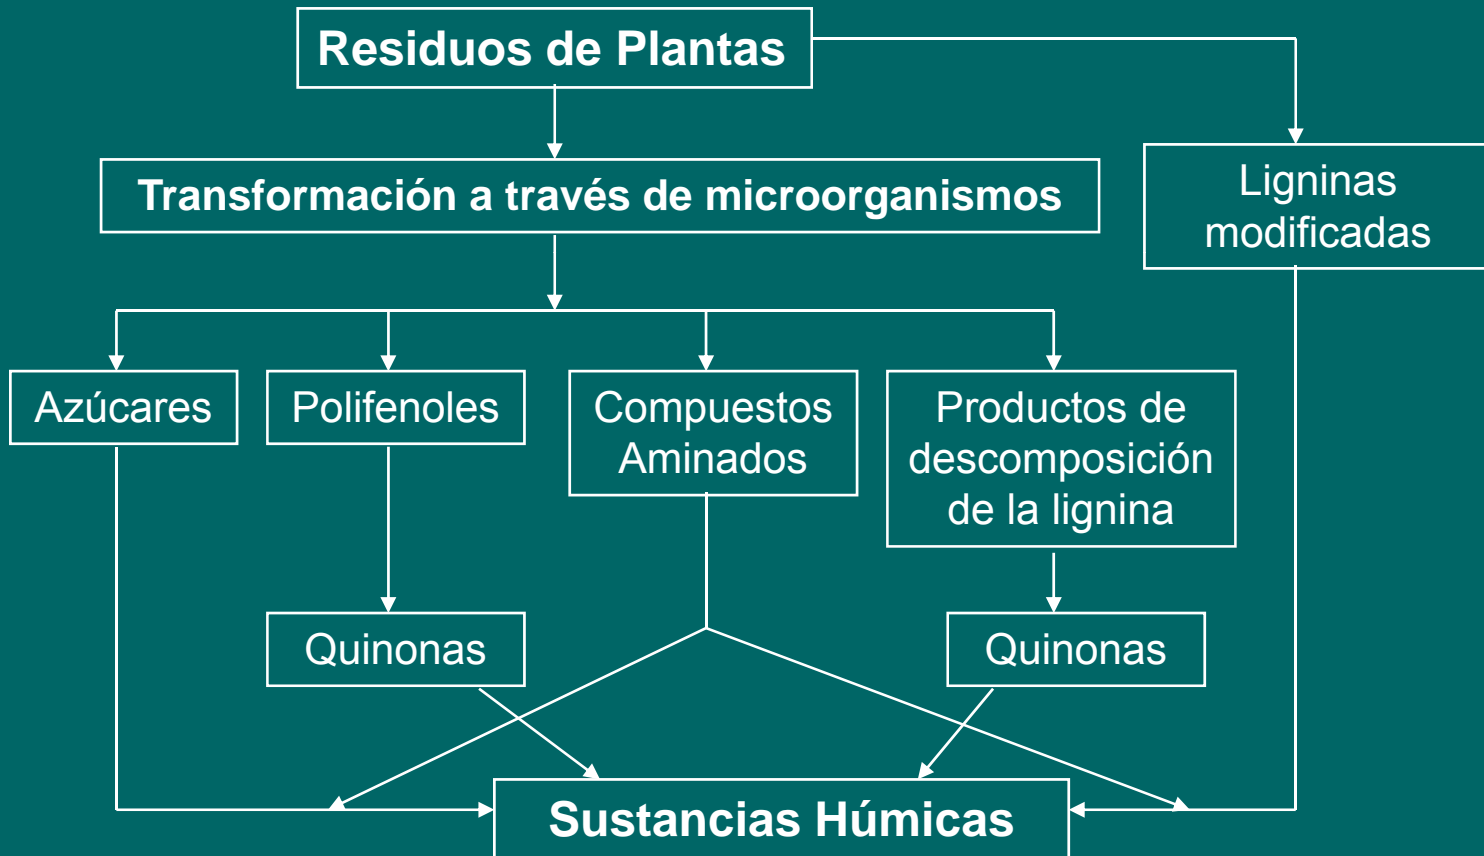 Residuos de Plantas
Transformación a través de microorganismos
Ligninas
modificadas
Azúcares
Polifenoles
Compuestos
Aminados
Productos de
descomposición
de la lignina
Quinonas
Quinonas
Sustancias Húmicas